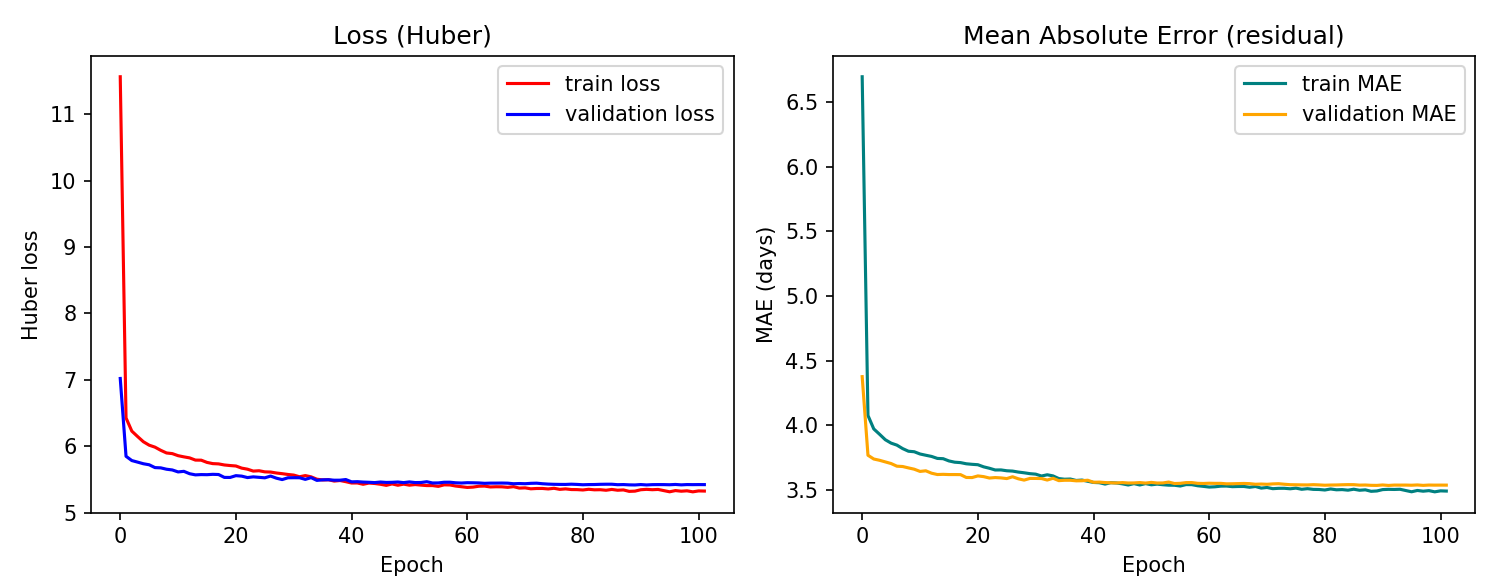 Loss (Huber)
train loss
validation loss
11
10
9
8
7
6
5
Huber loss
0
20
40
60
80
100
Epoch
Mean Absolute Error (residual)
train MAE
validation MAE
6.5
6.0
5.5
5.0
4.5
4.0
3.5
MAE (days)
0
20
40
60
80
100
Epoch